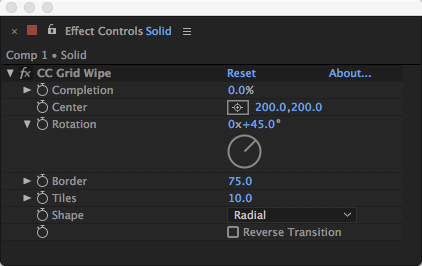 × Effect Controls Solid ≡
Comp 1 • Solid
fx CC Grid Wipe Reset About...
Completion 0.0%
Center 200.0,200.0
Rotation 0x+45.0°
Border 75.0
Tiles 10.0
Shape Radial
Reverse Transition